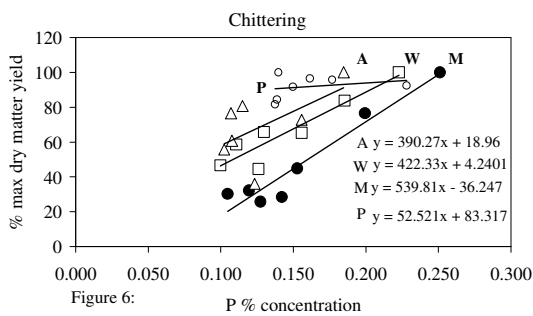 Chittering
120
100
80
60
40
20
0
% max dry matter yield
A W M
P
A y = 390.27x + 18.96
W y = 422.33x + 4.2401
M y = 539.81x - 36.247
P y = 52.521x + 83.317
0.000 0.050 0.100 0.150 0.200 0.250 0.300
Figure 6:
P % concentration